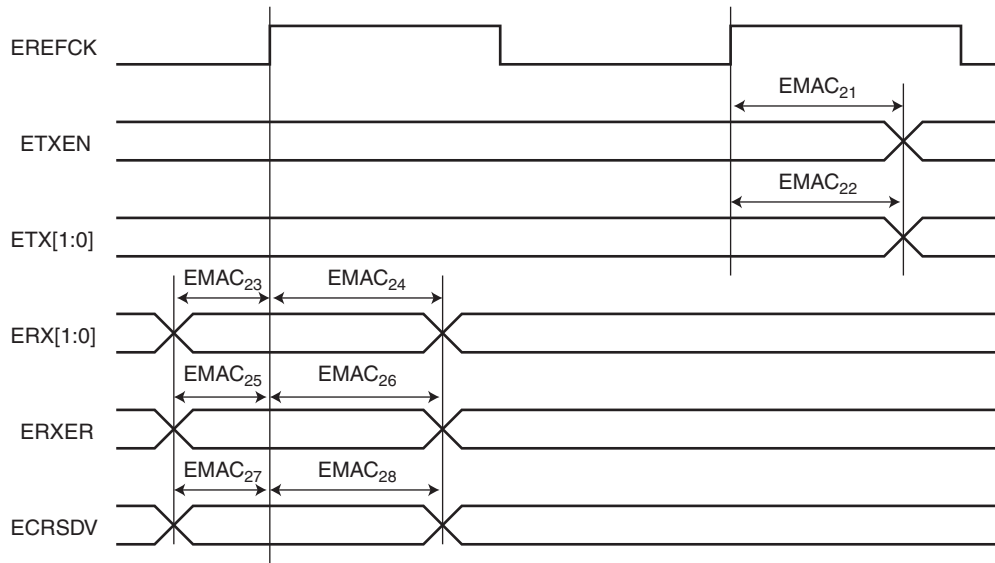 EREFCK
EMAC21
ETXEN
EMAC22
ETX[1:0]
EMAC23 EMAC24
ERX[1:0]
EMAC25 EMAC26
ERXER
EMAC27 EMAC28
ECRSDV